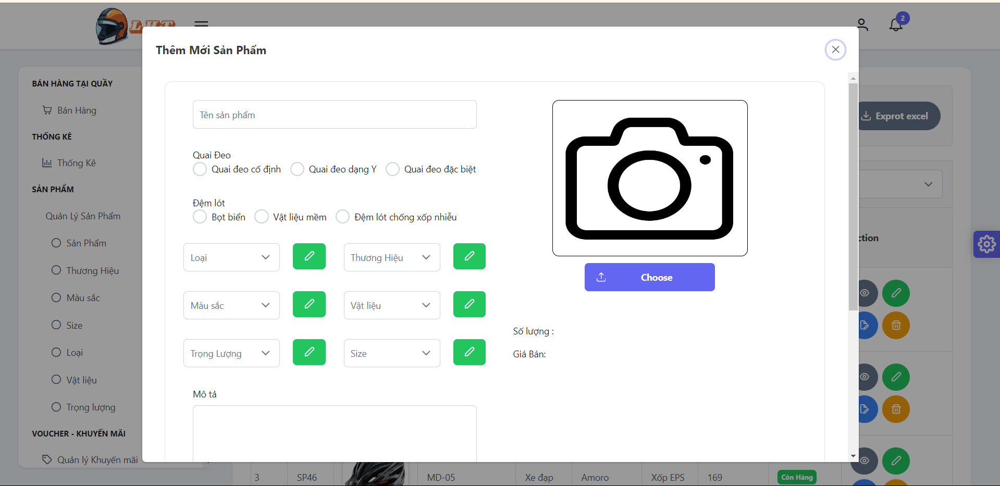 LHT
2
Thêm Mới Sản Phẩm
BÁN HÀNG TẠI QUẦY
Bán Hàng
THỐNG KÊ
Thống Kê
SẢN PHẨM
Quản Lý Sản Phẩm
Sản Phẩm
Thương Hiệu
Màu sắc
Size
Loại
Vật liệu
Trọng lượng
VOUCHER - KHUYẾN MÃI
Quản lý Khuyến mãi
Tên sản phẩm
Quai Đeo
Quai đeo cố định Quai đeo dạng Y Quai đeo đặc biệt
Đệm lót
Bọt biển Vật liệu mềm Đệm lót chống xốp nhiễu
Loại Thương Hiệu
Màu sắc Vật liệu
Trọng Lượng Size
Mô tả
Choose
Số lượng :
Giá Bán:
Exprot excel
ction
3 SP46 MD-05 Xe đạp Amoro Xốp EPS 169 Còn Hàng